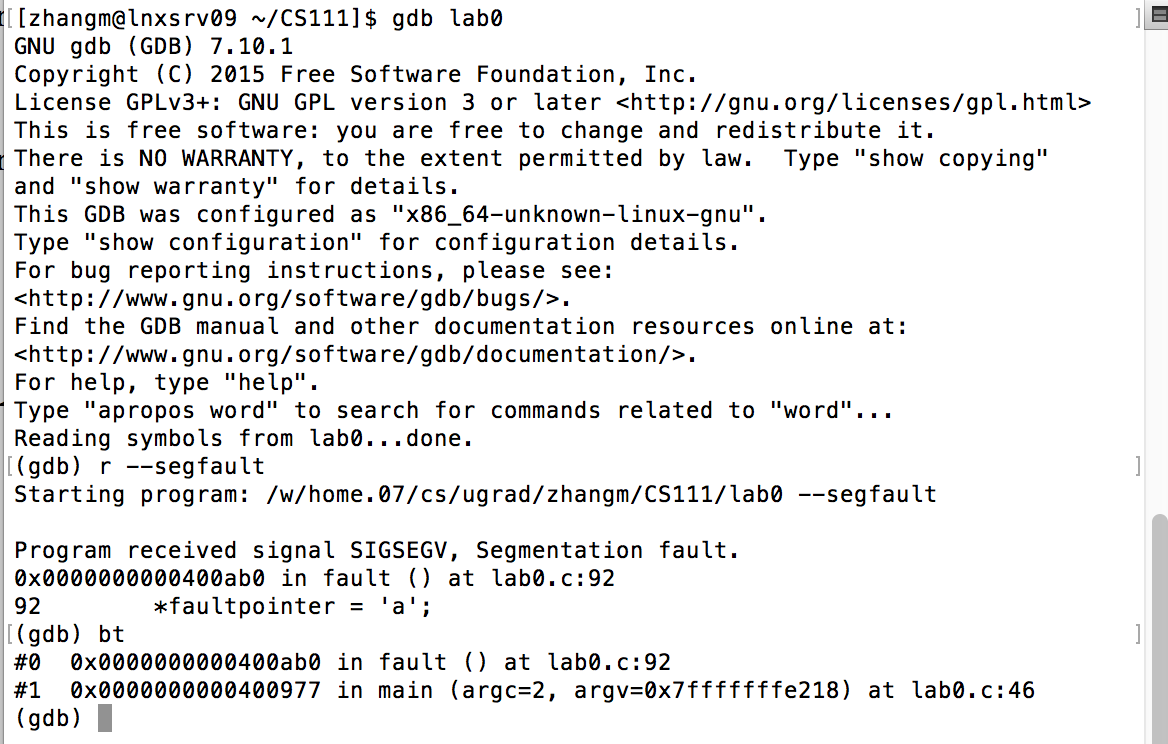 [[zhangm@lnxsrv09 ~/CS111]$ gdb lab0 ]
GNU gdb (GDB) 7.10.1
Copyright (C) 2015 Free Software Foundation, Inc.
License GPLv3+: GNU GPL version 3 or later <http://gnu.org/licenses/gpl.html>
This is free software: you are free to change and redistribute it.
There is NO WARRANTY, to the extent permitted by law.  Type "show copying"
and "show warranty" for details.
This GDB was configured as "x86_64-unknown-linux-gnu".
Type "show configuration" for configuration details.
For bug reporting instructions, please see:
<http://www.gnu.org/software/gdb/bugs/>.
Find the GDB manual and other documentation resources online at:
<http://www.gnu.org/software/gdb/documentation/>.
For help, type "help".
Type "apropos word" to search for commands related to "word"...
Reading symbols from lab0...done.
[(gdb) r --segfault ]
Starting program: /w/home.07/cs/ugrad/zhangm/CS111/lab0 --segfault

Program received signal SIGSEGV, Segmentation fault.
0x0000000000400ab0 in fault () at lab0.c:92
92        *faultpointer = 'a';
[(gdb) bt ]
#0  0x0000000000400ab0 in fault () at lab0.c:92
#1  0x0000000000400977 in main (argc=2, argv=0x7fffffffe218) at lab0.c:46
(gdb)